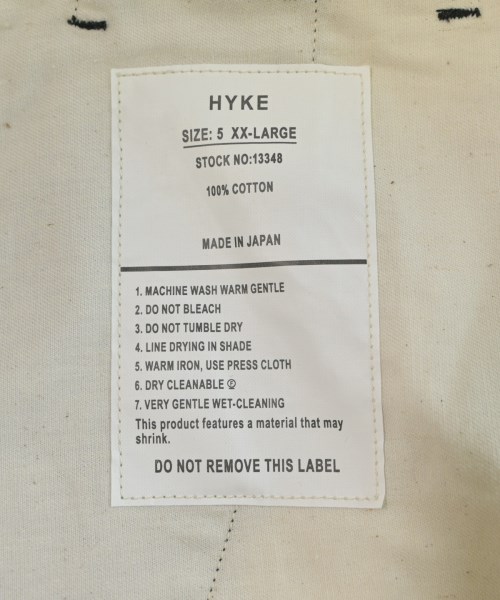 HYKE
SIZE: 5 XX-LARGE
STOCK NO:13348
100% COTTON
MADE IN JAPAN
1. MACHINE WASH WARM GENTLE
2. DO NOT BLEACH
3. DO NOT TUMBLE DRY
4. LINE DRYING IN SHADE
5. WARM IRON, USE PRESS CLOTH
6. DRY CLEANABLE Ⓟ
7. VERY GENTLE WET-CLEANING
This product features a material that may
shrink.
DO NOT REMOVE THIS LABEL